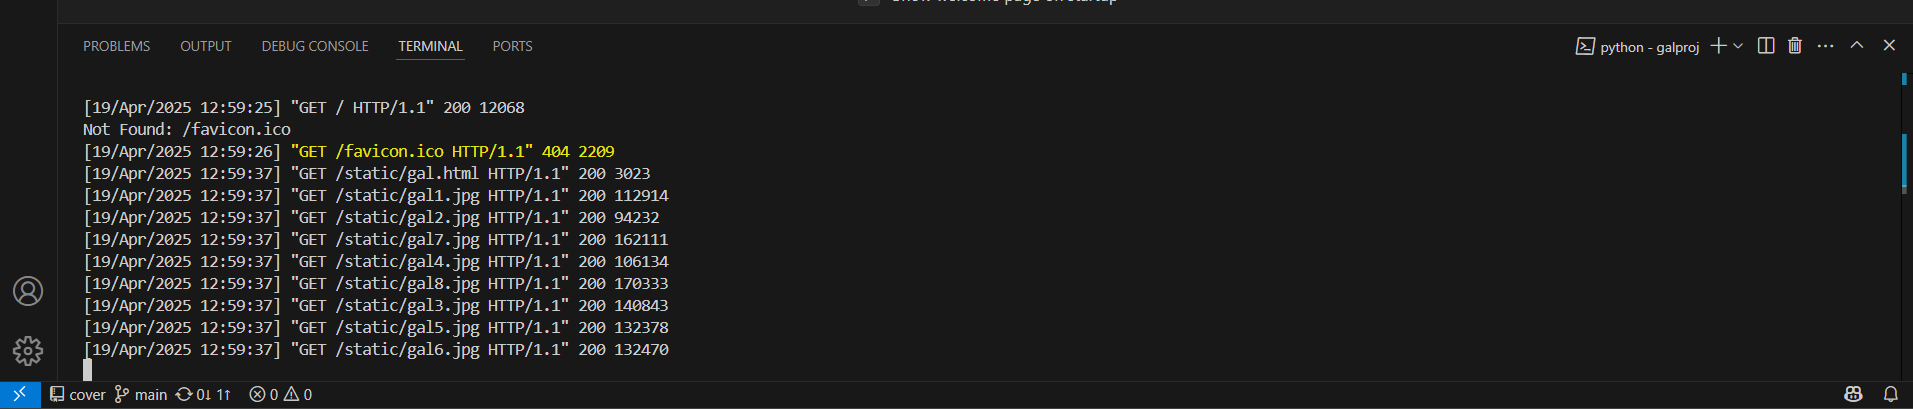 Show welcome page on startup
PROBLEMS OUTPUT DEBUG CONSOLE TERMINAL PORTS python - galproj
[19/Apr/2025 12:59:25] "GET / HTTP/1.1" 200 12068
Not Found: /favicon.ico
[19/Apr/2025 12:59:26] "GET /favicon.ico HTTP/1.1" 404 2209
[19/Apr/2025 12:59:37] "GET /static/gal.html HTTP/1.1" 200 3023
[19/Apr/2025 12:59:37] "GET /static/gal1.jpg HTTP/1.1" 200 112914
[19/Apr/2025 12:59:37] "GET /static/gal2.jpg HTTP/1.1" 200 94232
[19/Apr/2025 12:59:37] "GET /static/gal7.jpg HTTP/1.1" 200 162111
[19/Apr/2025 12:59:37] "GET /static/gal4.jpg HTTP/1.1" 200 106134
[19/Apr/2025 12:59:37] "GET /static/gal8.jpg HTTP/1.1" 200 170333
[19/Apr/2025 12:59:37] "GET /static/gal3.jpg HTTP/1.1" 200 140843
[19/Apr/2025 12:59:37] "GET /static/gal5.jpg HTTP/1.1" 200 132378
[19/Apr/2025 12:59:37] "GET /static/gal6.jpg HTTP/1.1" 200 132470
cover main 0↓ 1↑ 0 0